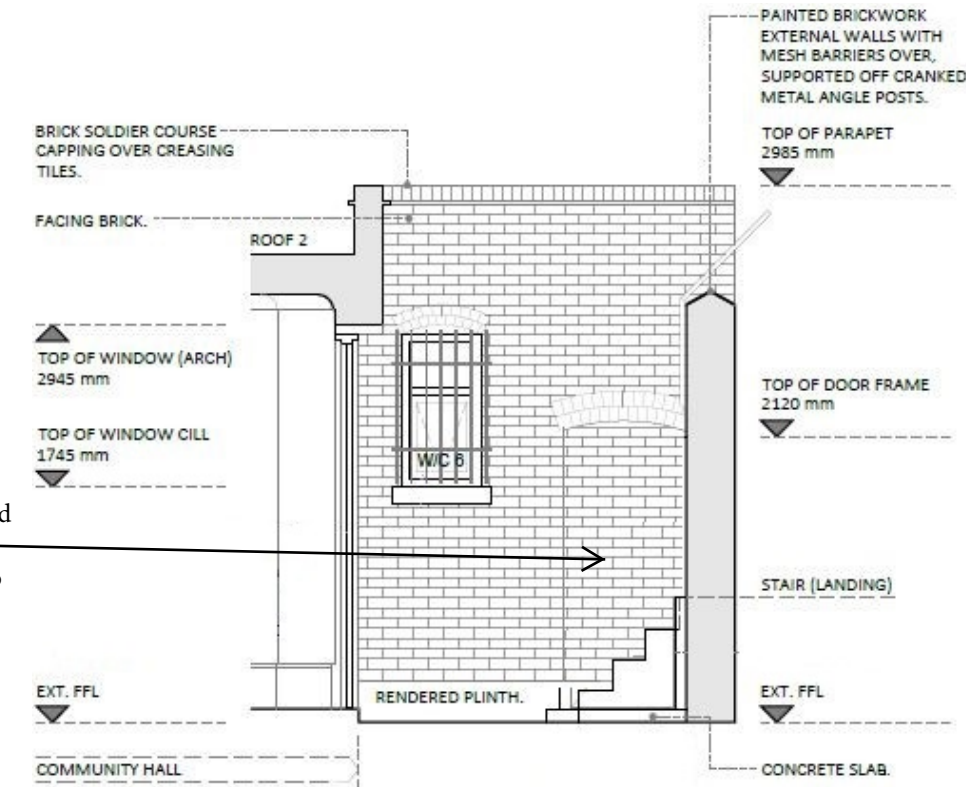 PAINTED BRICKWORK
EXTERNAL WALLS WITH
MESH BARRIERS OVER,
SUPPORTED OFF CRANKED
METAL ANGLE POSTS.
BRICK SOLDIER COURSE
CAPPING OVER CREASING
TILES.
TOP OF PARAPET
2985 mm
FACING BRICK.
ROOF 2
TOP OF WINDOW (ARCH)
2945 mm
TOP OF DOOR FRAME
2120 mm
TOP OF WINDOW CILL
1745 mm
W/C 6
STAIR (LANDING)
EXT. FFL
RENDERED PLINTH.
EXT. FFL
COMMUNITY HALL
CONCRETE SLAB.